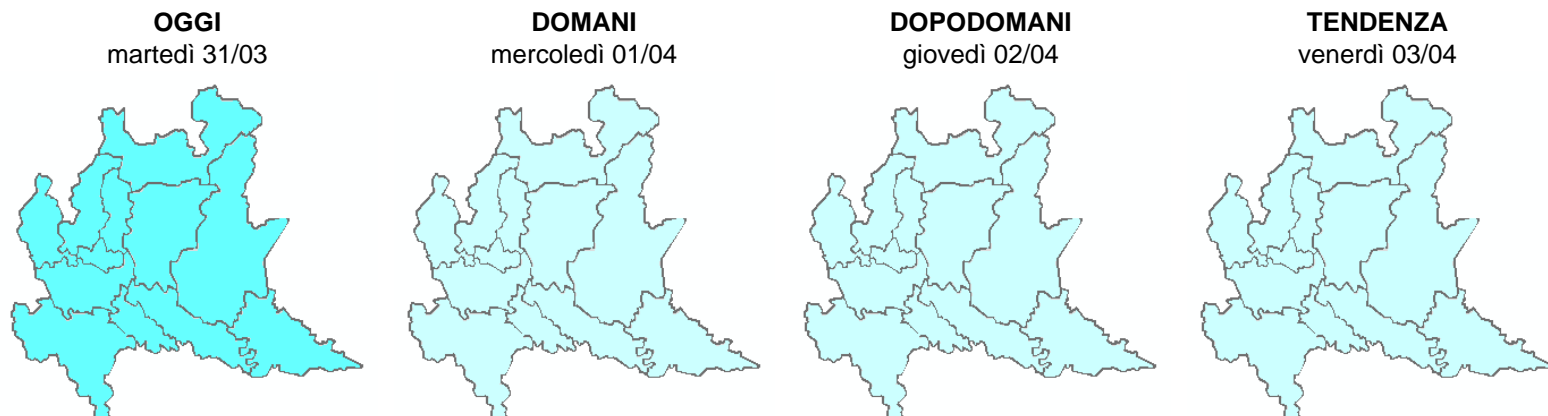 OGGI
martedì 31/03
DOMANI
mercoledì 01/04
DOPODOMANI
giovedì 02/04
TENDENZA
venerdì 03/04